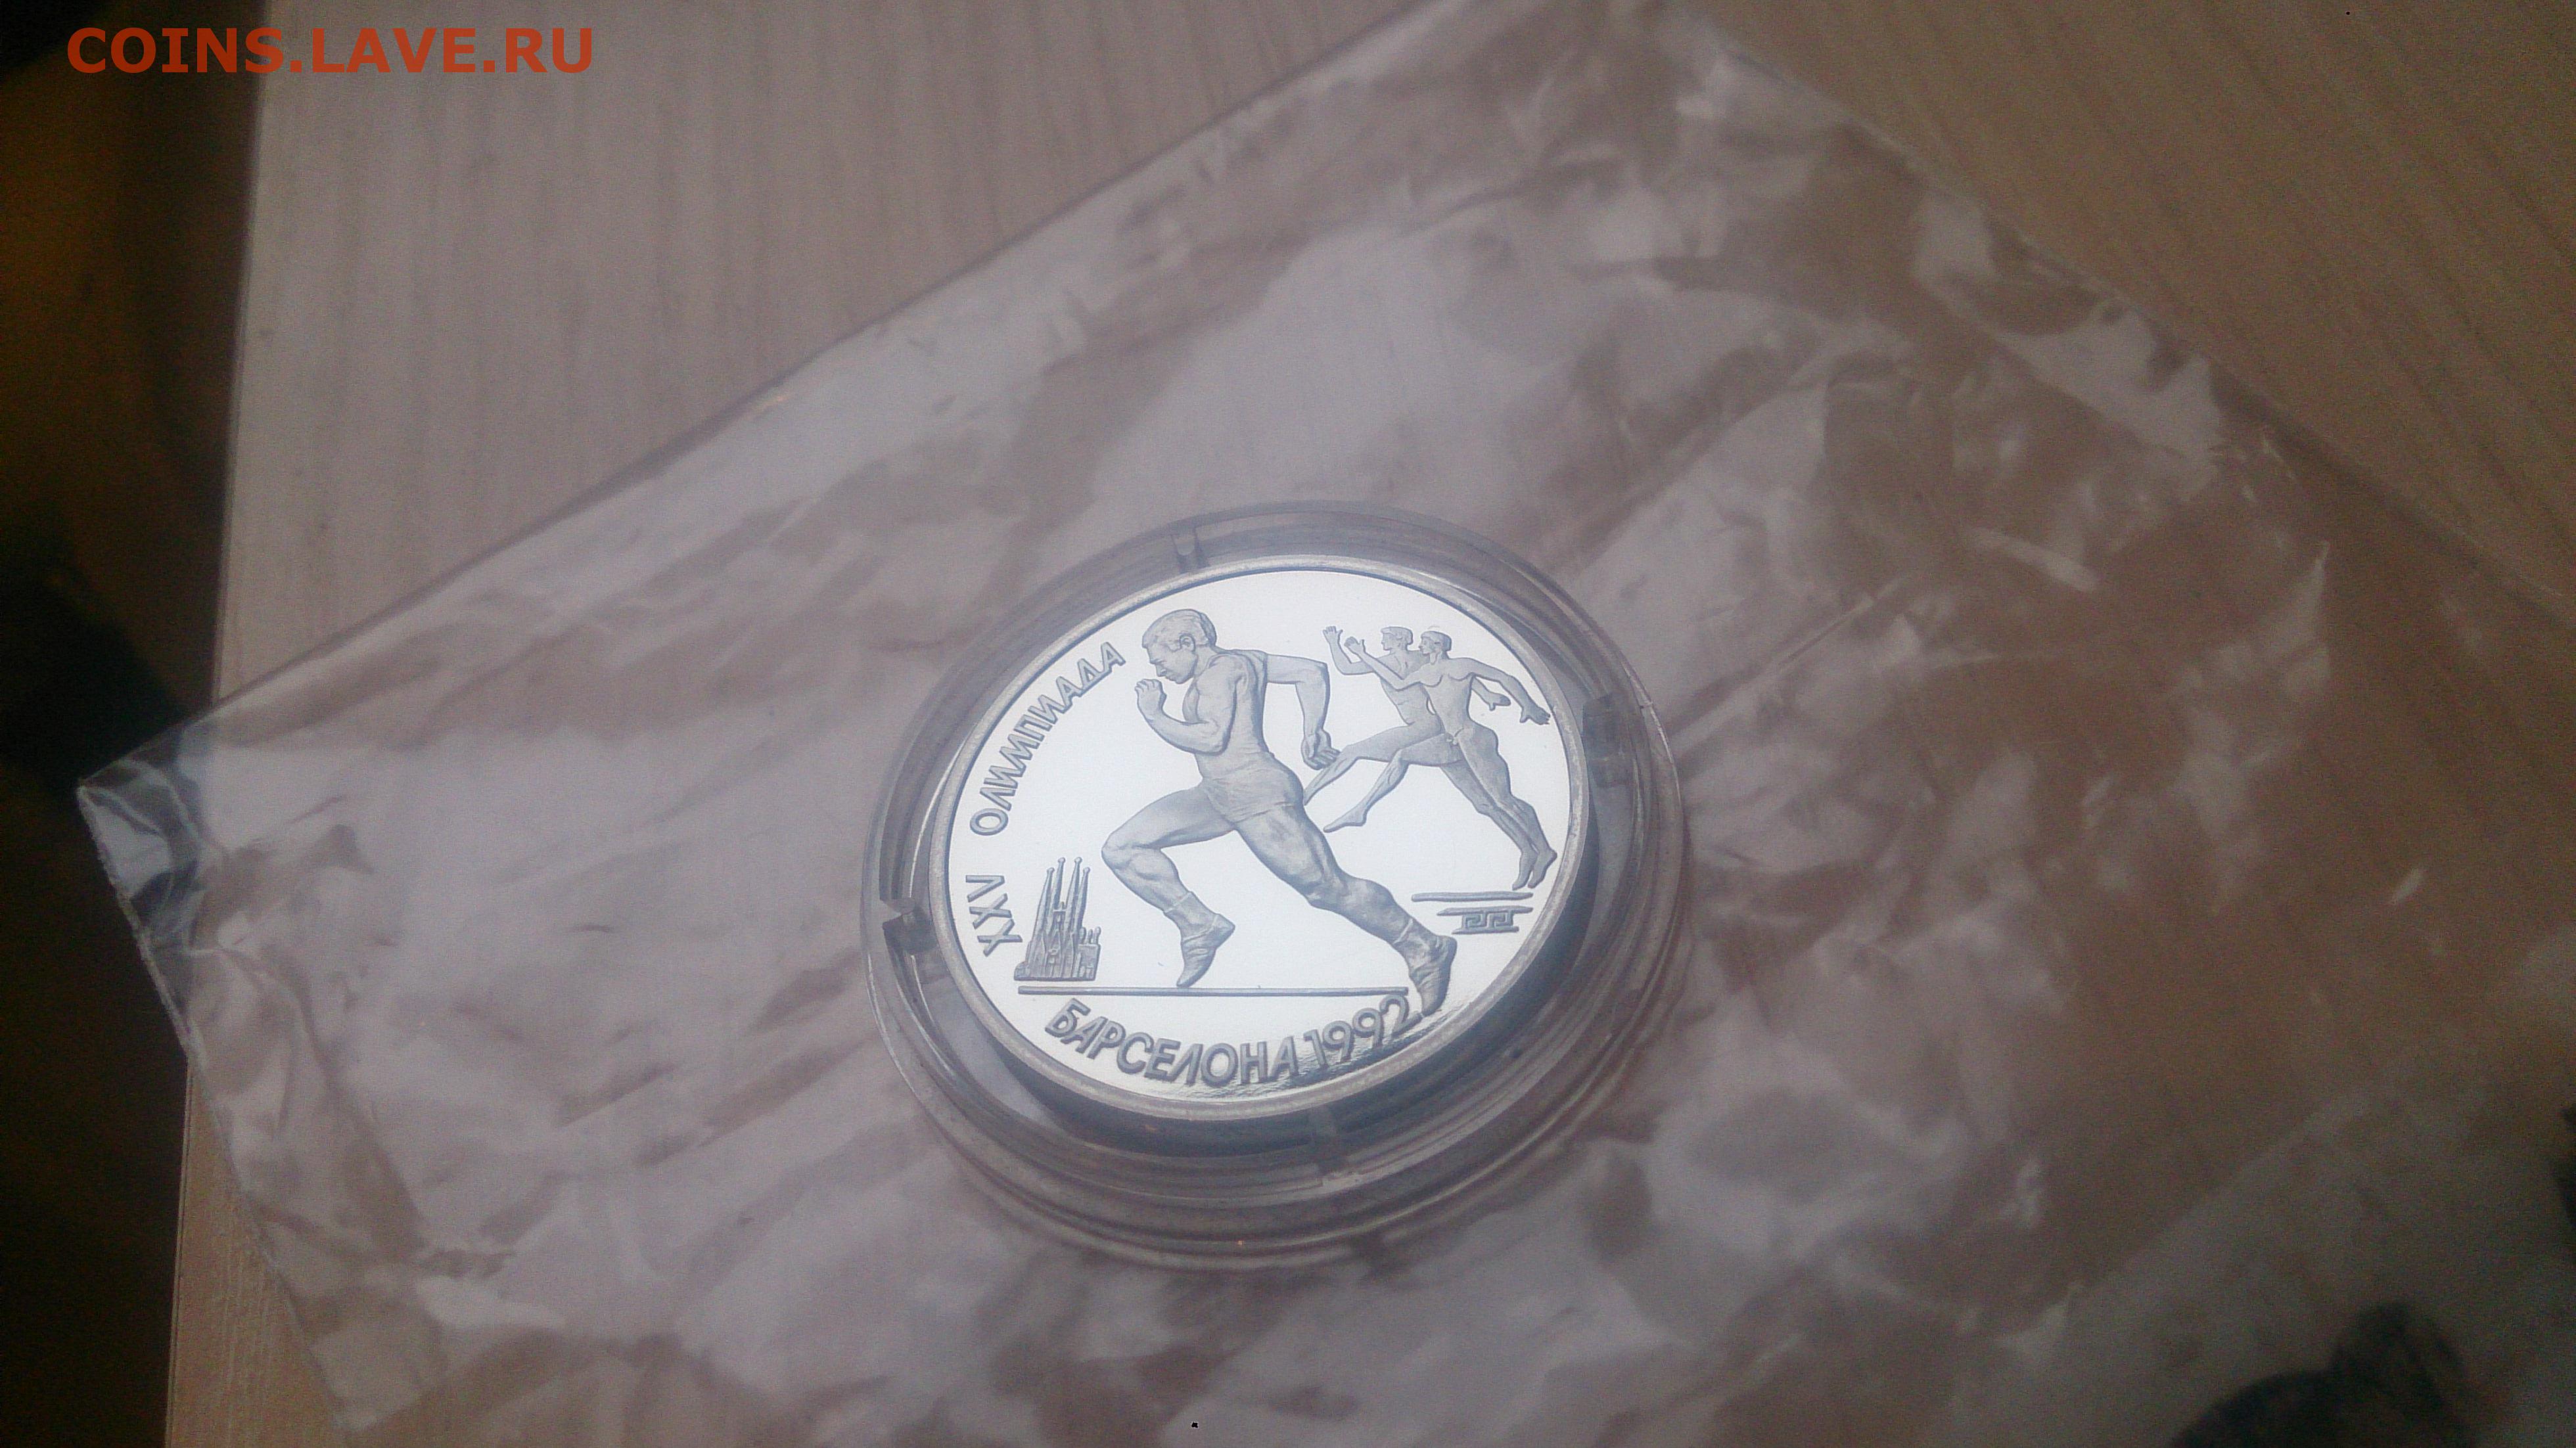 COINS.LAVE.RU
XXV ОЛИМПИАДА
БАРСЕЛОНА 1992